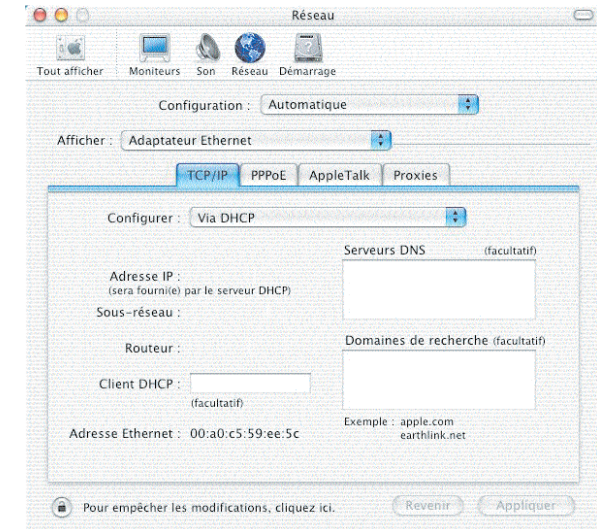 Réseau
Tout afficher Moniteurs Son Réseau Démarrage
Configuration : Automatique
Afficher : Adaptateur Ethernet
TCP/IP PPPoE AppleTalk Proxies
Configurer : Via DHCP
Serveurs DNS (facultatif)
Adresse IP :
(sera fourni(e) par le serveur DHCP)
Sous-réseau :
Routeur :
Domaines de recherche (facultatif)
Client DHCP :
(facultatif)
Exemple : apple.com
earthlink.net
Adresse Ethernet : 00:a0:c5:59:ee:5c
Pour empêcher les modifications, cliquez ici.
Revenir Appliquer